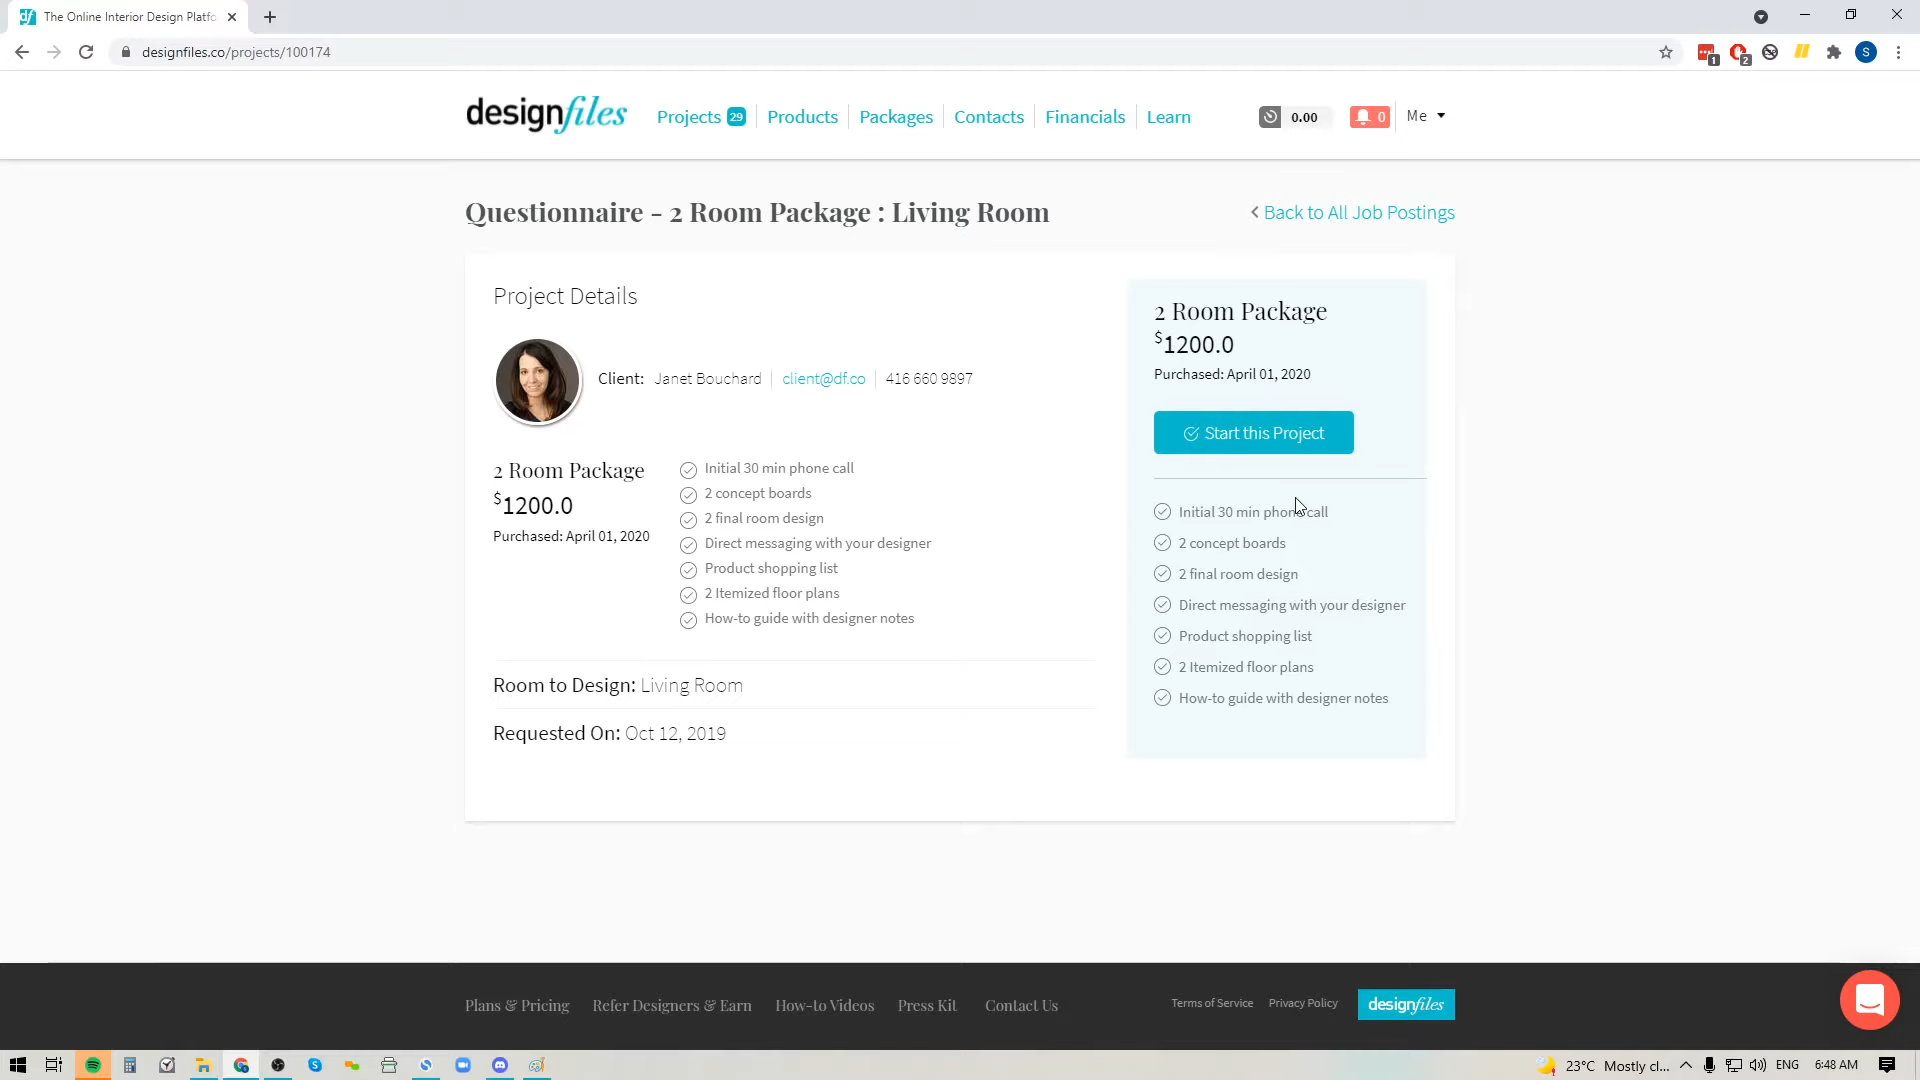 The Online Interior Design Platfo
designfiles.co/projects/100174
1
2
S
designfiles
Projects 29
Products
Packages
Contacts
Financials
Learn
0.00
0
Me
Questionnaire - 2 Room Package : Living Room
Back to All Job Postings
Project Details
Client: Janet Bouchard
client@df.co
416 660 9897
2 Room Package
$1200.0
Purchased: April 01, 2020
Initial 30 min phone call
2 concept boards
2 final room design
Direct messaging with your designer
Product shopping list
2 Itemized floor plans
How-to guide with designer notes
Room to Design: Living Room
Requested On: Oct 12, 2019
2 Room Package
$1200.0
Purchased: April 01, 2020
Start this Project
Initial 30 min phone call
2 concept boards
2 final room design
Direct messaging with your designer
Product shopping list
2 Itemized floor plans
How-to guide with designer notes
Plans & Pricing
Refer Designers & Earn
How-to Videos
Press Kit
Contact Us
Terms of Service
Privacy Policy
designfiles
23°C Mostly cl...
ENG
6:48 AM